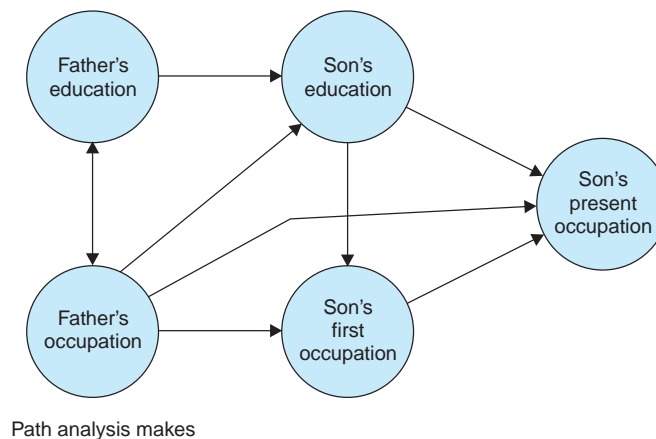 Father's
education
Son's
education
Son's
present
occupation
Father's
occupation
Son's
first
occupation
Path analysis makes